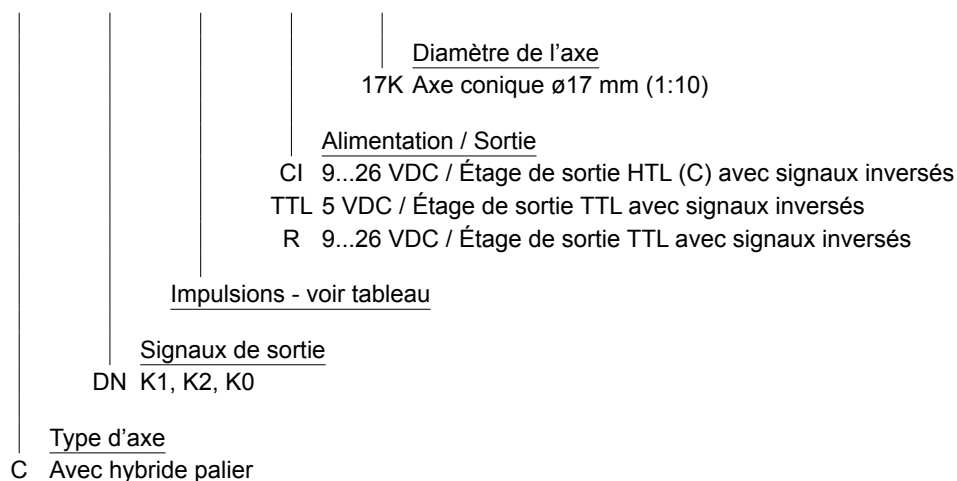 Diamètre de l'axe
17K Axe conique ø17 mm (1:10)
Alimentation / Sortie
CI 9...26 VDC / Étage de sortie HTL (C) avec signaux inversés
TTL 5 VDC / Étage de sortie TTL avec signaux inversés
R 9...26 VDC / Étage de sortie TTL avec signaux inversés
Impulsions - voir tableau
Signaux de sortie
DN K1, K2, K0
Type d'axe
C Avec hybride palier